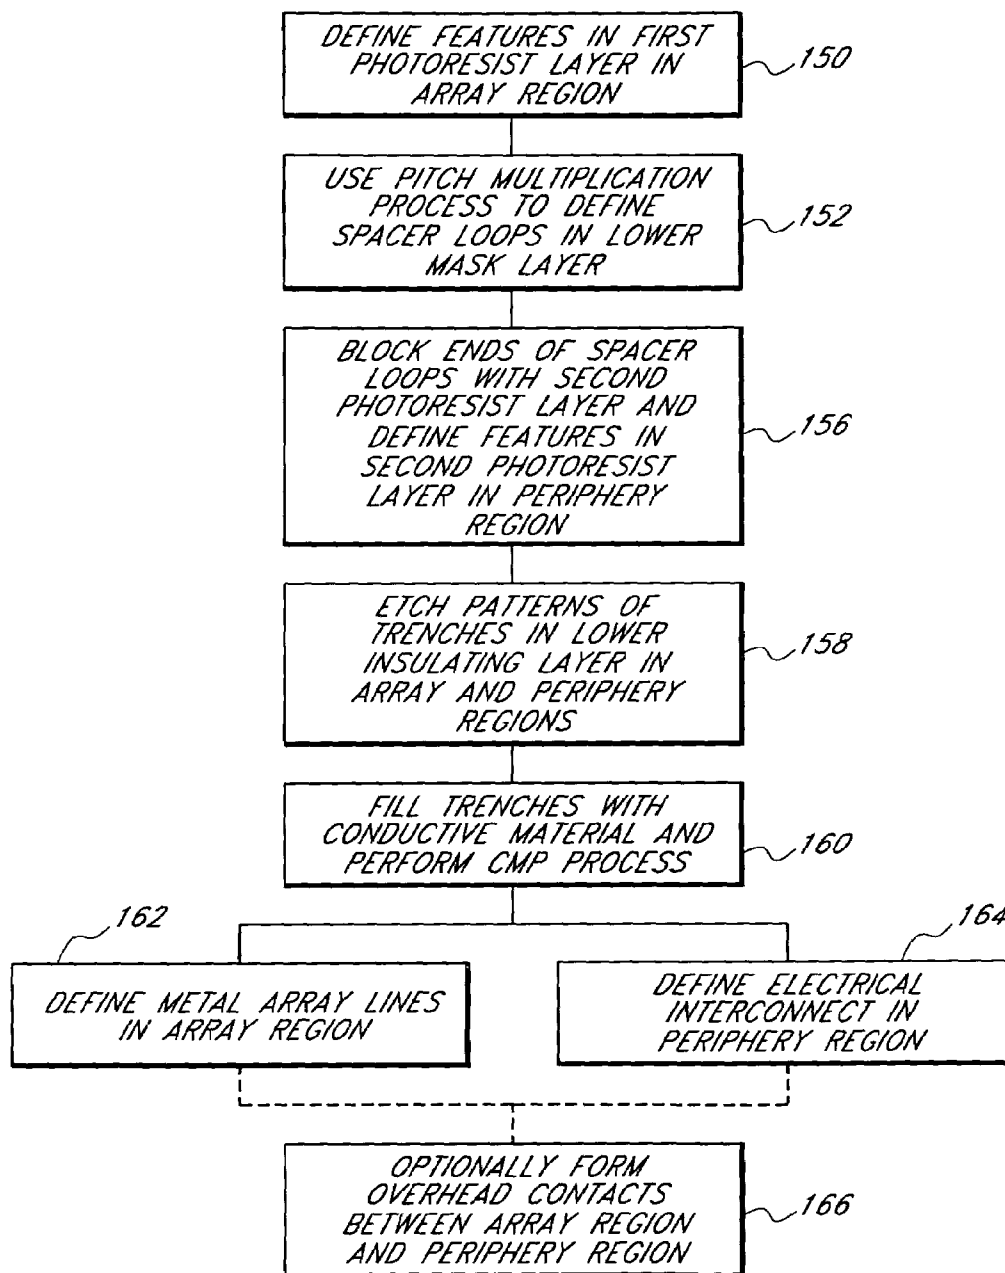 DEFINE FEATURES IN FIRST
PHOTORESIST LAYER IN
ARRAY REGION
150
USE PITCH MULTIPLICATION
PROCESS TO DEFINE
SPACER LOOPS IN LOWER
MASK LAYER
152
BLOCK ENDS OF SPACER
LOOPS WITH SECOND
PHOTORESIST LAYER AND
DEFINE FEATURES IN
SECOND PHOTORESIST
LAYER IN PERIPHERY
REGION
156
ETCH PATTERNS OF
TRENCHES IN LOWER
INSULATING LAYER IN
ARRAY AND PERIPHERY
REGIONS
158
FILL TRENCHES WITH
CONDUCTIVE MATERIAL AND
PERFORM CMP PROCESS
160
162
DEFINE METAL ARRAY LINES
IN ARRAY REGION
164
DEFINE ELECTRICAL
INTERCONNECT IN
PERIPHERY REGION
OPTIONALLY FORM
OVERHEAD CONTACTS
BETWEEN ARRAY REGION
AND PERIPHERY REGION
166